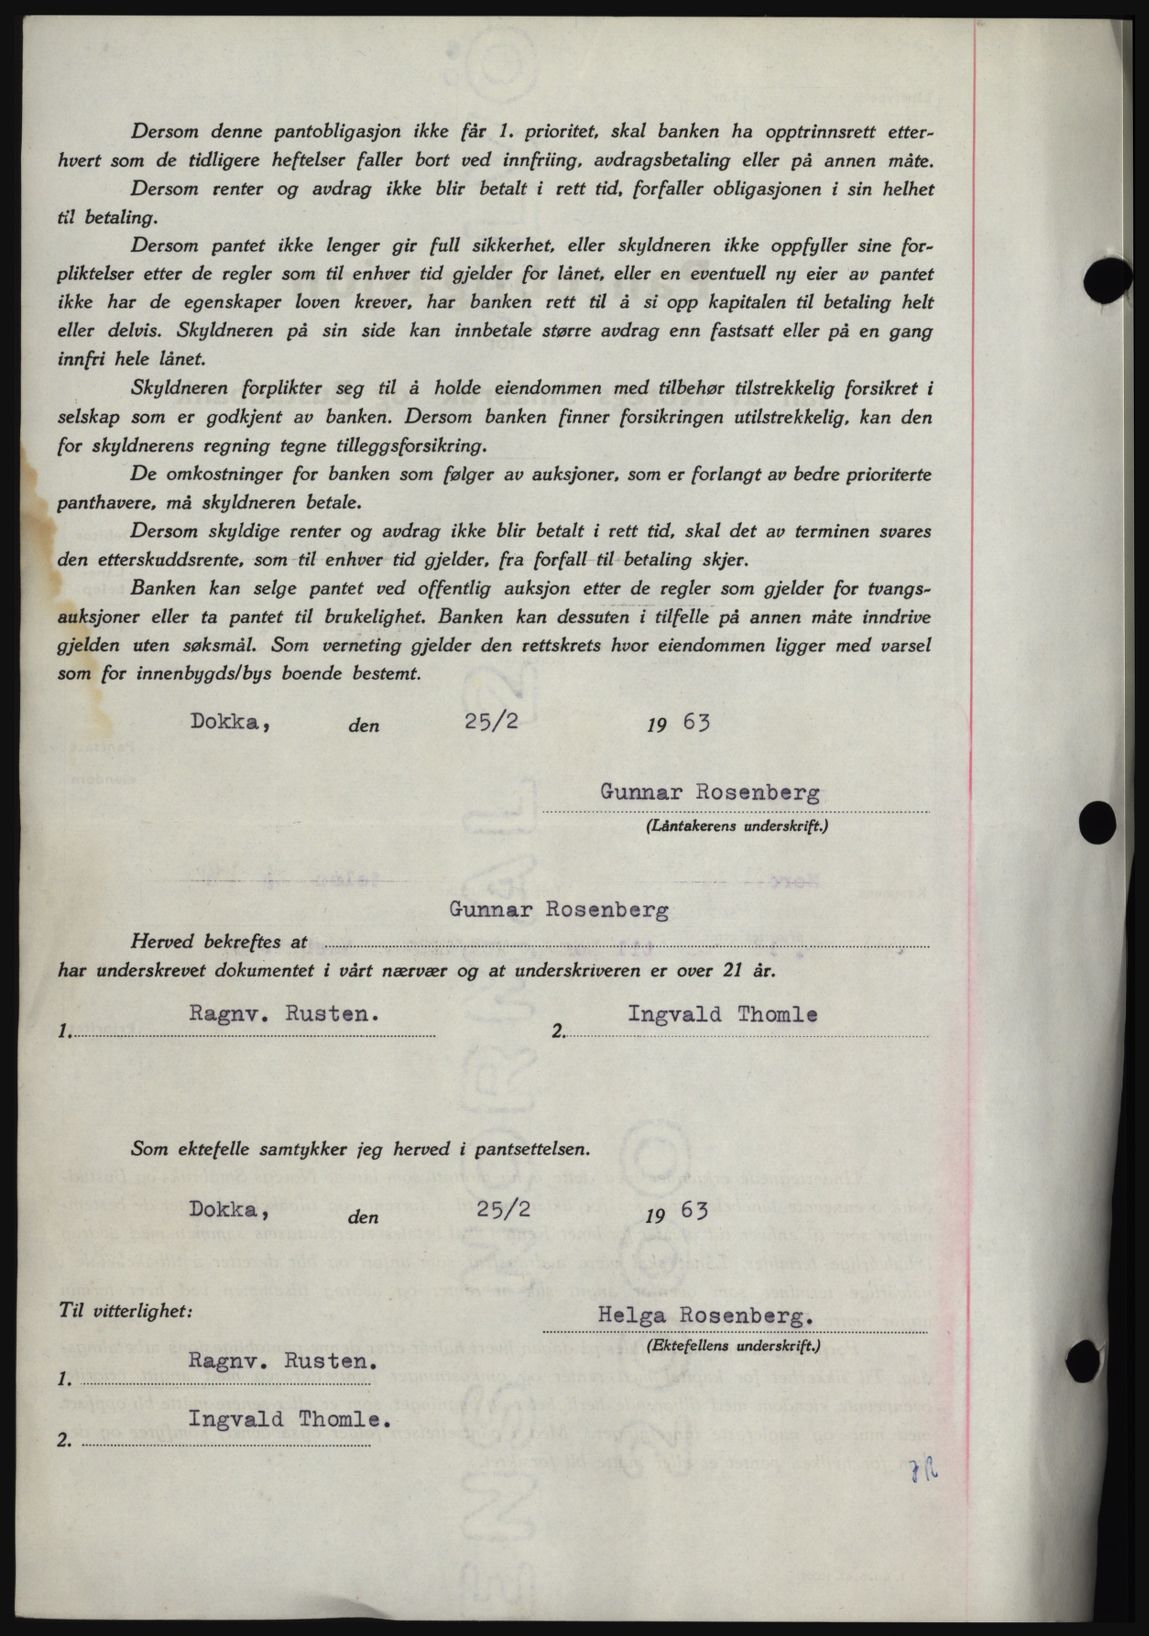 Dersom denne pantobligasjon ikke får 1. prioritet, skal banken ha opptrinnsrett etter-
hvert som de tidligere heftelser faller bort ved innfriing, avdragsbetaling eller på annen måte.
Dersom renter og avdrag ikke blir betalt i rett tid, forfaller obligasjonen i sin helhet
til betaling.
Dersom pantet ikke lenger gir full sikkerhet, eller skyldneren ikke oppfyller sine for-
pliktelser etter de regler som til enhver tid gjelder for lånet, eller en eventuell ny eier av pantet
ikke har de egenskaper loven krever, har banken rett til å si opp kapitalen til betaling helt
eller delvis. Skyldneren på sin side kan innbetale større avdrag enn fastsatt eller på en gang
innfri hele lånet.
Skyldneren forplikter seg til å holde eiendommen med tilbehør tilstrekkelig forsikret i
selskap som er godkjent av banken. Dersom banken finner forsikringen utilstrekkelig, kan den
for skyldnerens regning tegne tilleggsforsikring.
De omkostninger for banken som følger av auksjoner, som er forlangt av bedre prioriterte
panthavere, må skyldneren betale.
Dersom skyldige renter og avdrag ikke blir betalt i rett tid, skal det av terminen svares
den etterskuddsrente, som til enhver tid gjelder, fra forfall til betaling skjer.
Banken kan selge pantet ved offentlig auksjon etter de regler som gjelder for tvangs-
auksjoner eller ta pantet til brukelighet. Banken kan dessuten i tilfelle på annen måte inndrive
gjelden uten søksmål. Som verneting gjelder den rettskrets hvor eiendommen ligger med varsel
som for innenbygds/bys boende bestemt.
Dokka, den 25/2 19 63
Gunnar Rosenberg
(Låntakerens underskrift.)
Gunnar Rosenberg
Herved bekreftes at
har underskrevet dokumentet i vårt nærvær og at underskriveren er over 21 år.
1. Ragnv. Rusten. 2. Ingvald Thomle
Som ektefelle samtykker jeg herved i pantsettelsen.
Dokka, den 25/2 19 63
Til vitterlighet: Helga Rosenberg.
(Ektefellens underskrift.)
1. Ragnv. Rusten.
2. Ingvald Thomle.